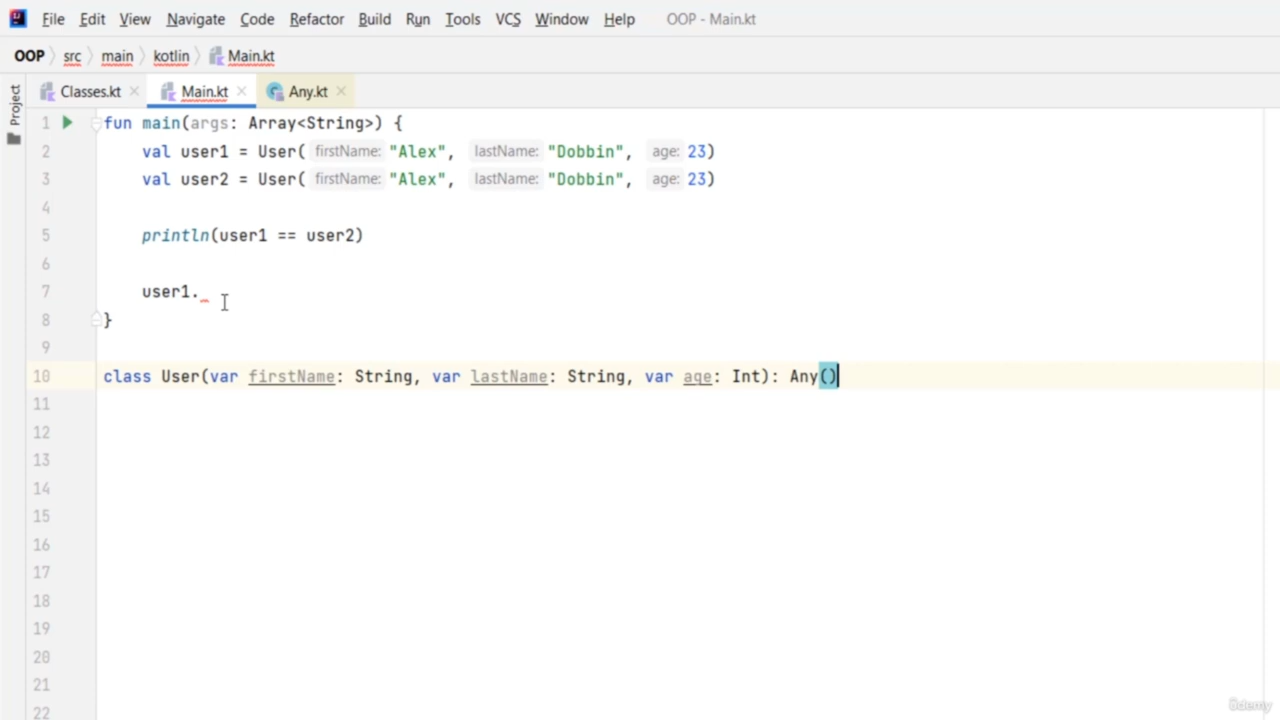 File Edit View Navigate Code Refactor Build Run Tools VCS Window Help OOP - Main.kt
OOP src main kotlin Main.kt
Project
Classes.kt Main.kt Any.kt
1 fun main(args: Array<String>) {
2 val user1 = User( firstName: "Alex", lastName: "Dobbin", age: 23)
3 val user2 = User( firstName: "Alex", lastName: "Dobbin", age: 23)
4
5 println(user1 == user2)
6
7 user1.
8 }
9
10 class User(var firstName: String, var lastName: String, var age: Int): Any()
11
12
13
14
15
16
17
18
19
20
21
22
ûdemy